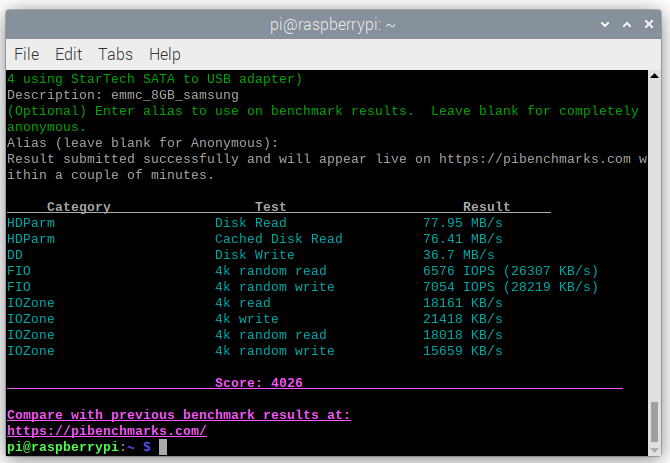 pi@raspberrypi: ~
File Edit Tabs Help
4 using StarTech SATA to USB adapter)
Description: emmc_8GB_samsung
(Optional) Enter alias to use on benchmark results.  Leave blank for completely
anonymous.
Alias (leave blank for Anonymous):
Result submitted successfully and will appear live on https://pibenchmarks.com w
ithin a couple of minutes.
Category Test Result
HDParm Disk Read 77.95 MB/s
HDParm Cached Disk Read 76.41 MB/s
DD Disk Write 36.7 MB/s
FIO 4k random read 6576 IOPS (26307 KB/s)
FIO 4k random write 7054 IOPS (28219 KB/s)
IOZone 4k read 18161 KB/s
IOZone 4k write 21418 KB/s
IOZone 4k random read 18018 KB/s
IOZone 4k random write 15659 KB/s
Score: 4026
Compare with previous benchmark results at:
https://pibenchmarks.com/
pi@raspberrypi:~ $